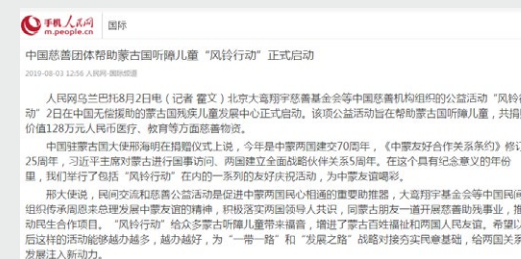 手机人民网
m.people.cn
国际
中国慈善团体帮助蒙古国听障儿童“风铃行动”正式启动
2019-08-03 12:56 人民网-国际频道
人民网乌兰巴托8月2日电（记者 霍文）北京大鸾翔宇慈善基金会等中国慈善机构组织的公益活动“风铃行
动”2日在中国无偿援助的蒙古国残疾儿童发展中心正式启动。该项公益活动旨在帮助蒙古国听障儿童，共捐
价值128万元人民币医疗、教育等方面慈善物资。
中国驻蒙古国大使邢海明在捐赠仪式上说，今年是中蒙两国建交70周年，《中蒙友好合作关系条约》修订
25周年，习近平主席对蒙古进行国事访问、两国建立全面战略伙伴关系5周年。在这个具有纪念意义的年份
里，我们举行了包括“风铃行动”在内的一系列的友好庆祝活动，为中蒙友谊喝彩。
邢大使说，民间交流和慈善公益活动是促进中蒙两国民心相通的重要助推器，大鸾翔宇基金会等中国民间
组织传承周恩来总理发展中蒙友谊的精神，积极落实两国领导人共识，同蒙古朋友一道开展慈善助残事业，推
动民生合作项目。“风铃行动”给众多蒙古听障儿童带来福音，增进了蒙古百姓福祉和两国人民友谊。希望以
后这样的活动能够越办越多，越办越好，为“一带一路”和“发展之路”战略对接夯实民意基础，给两国关系
发展注入新动力。